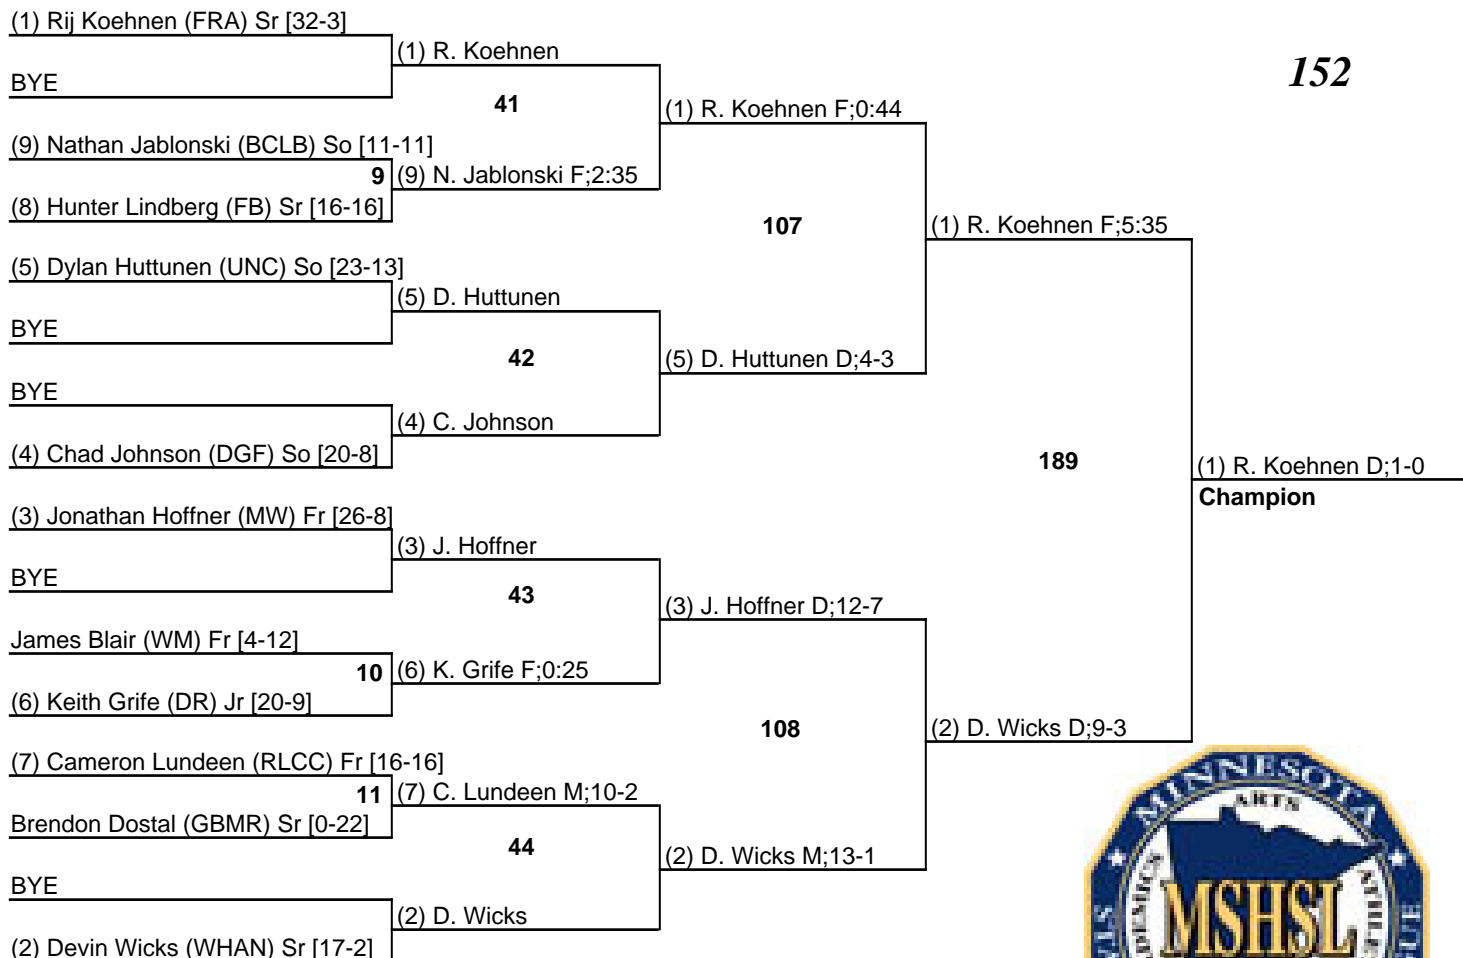 (1) Rij Koehnen (FRA) Sr [32-3]
(1) R. Koehnen
152
BYE
41
(1) R. Koehnen F;0:44
(9) Nathan Jablonski (BCLB) So [11-11]
9
(9) N. Jablonski F;2:35
(8) Hunter Lindberg (FB) Sr [16-16]
107
(1) R. Koehnen F;5:35
(5) Dylan Huttunen (UNC) So [23-13]
(5) D. Huttunen
BYE
42
(5) D. Huttunen D;4-3
BYE
(4) C. Johnson
(4) Chad Johnson (DGF) So [20-8]
189
(1) R. Koehnen D;1-0
Champion
(3) Jonathan Hoffner (MW) Fr [26-8]
(3) J. Hoffner
BYE
43
(3) J. Hoffner D;12-7
James Blair (WM) Fr [4-12]
10
(6) K. Grife F;0:25
(6) Keith Grife (DR) Jr [20-9]
108
(2) D. Wicks D;9-3
(7) Cameron Lundeen (RLCC) Fr [16-16]
11
(7) C. Lundeen M;10-2
Brendon Dostal (GBMR) Sr [0-22]
44
(2) D. Wicks M;13-1
BYE
(2) D. Wicks
(2) Devin Wicks (WHAN) Sr [17-2]
MINNESOTA
ARTS
MSHSL